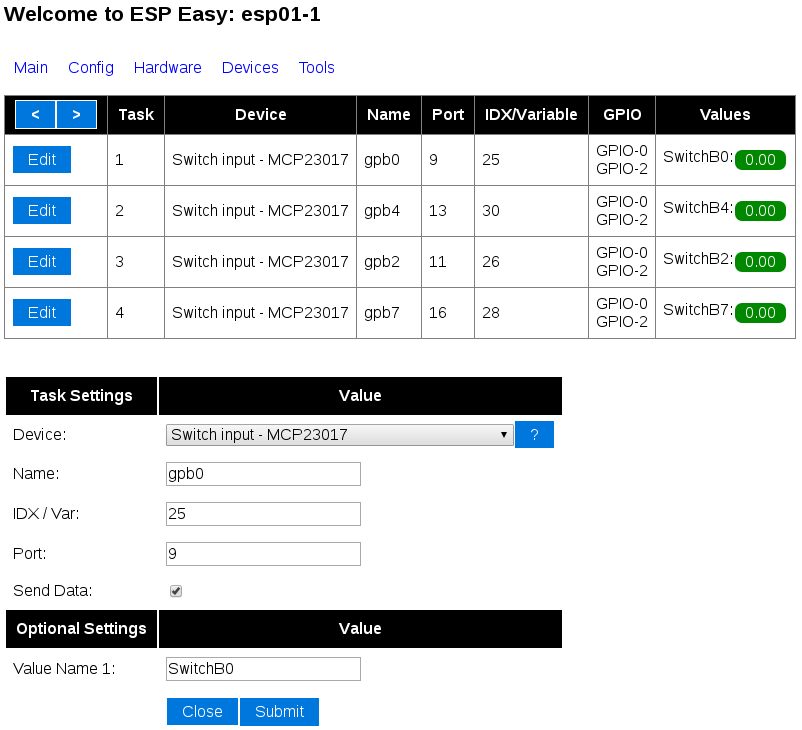 Welcome to ESP Easy: esp01-1
Main Config Hardware Devices Tools
< > Task Device Name Port IDX/Variable GPIO Values
Edit 1 Switch input - MCP23017 gpb0 9 25 GPIO-0 GPIO-2 SwitchB0: 0.00
Edit 2 Switch input - MCP23017 gpb4 13 30 GPIO-0 GPIO-2 SwitchB4: 0.00
Edit 3 Switch input - MCP23017 gpb2 11 26 GPIO-0 GPIO-2 SwitchB2: 0.00
Edit 4 Switch input - MCP23017 gpb7 16 28 GPIO-0 GPIO-2 SwitchB7: 0.00
Task Settings Value
Device: Switch input - MCP23017 ?
Name: gpb0
IDX / Var: 25
Port: 9
Send Data:
Optional Settings Value
Value Name 1: SwitchB0
Close Submit